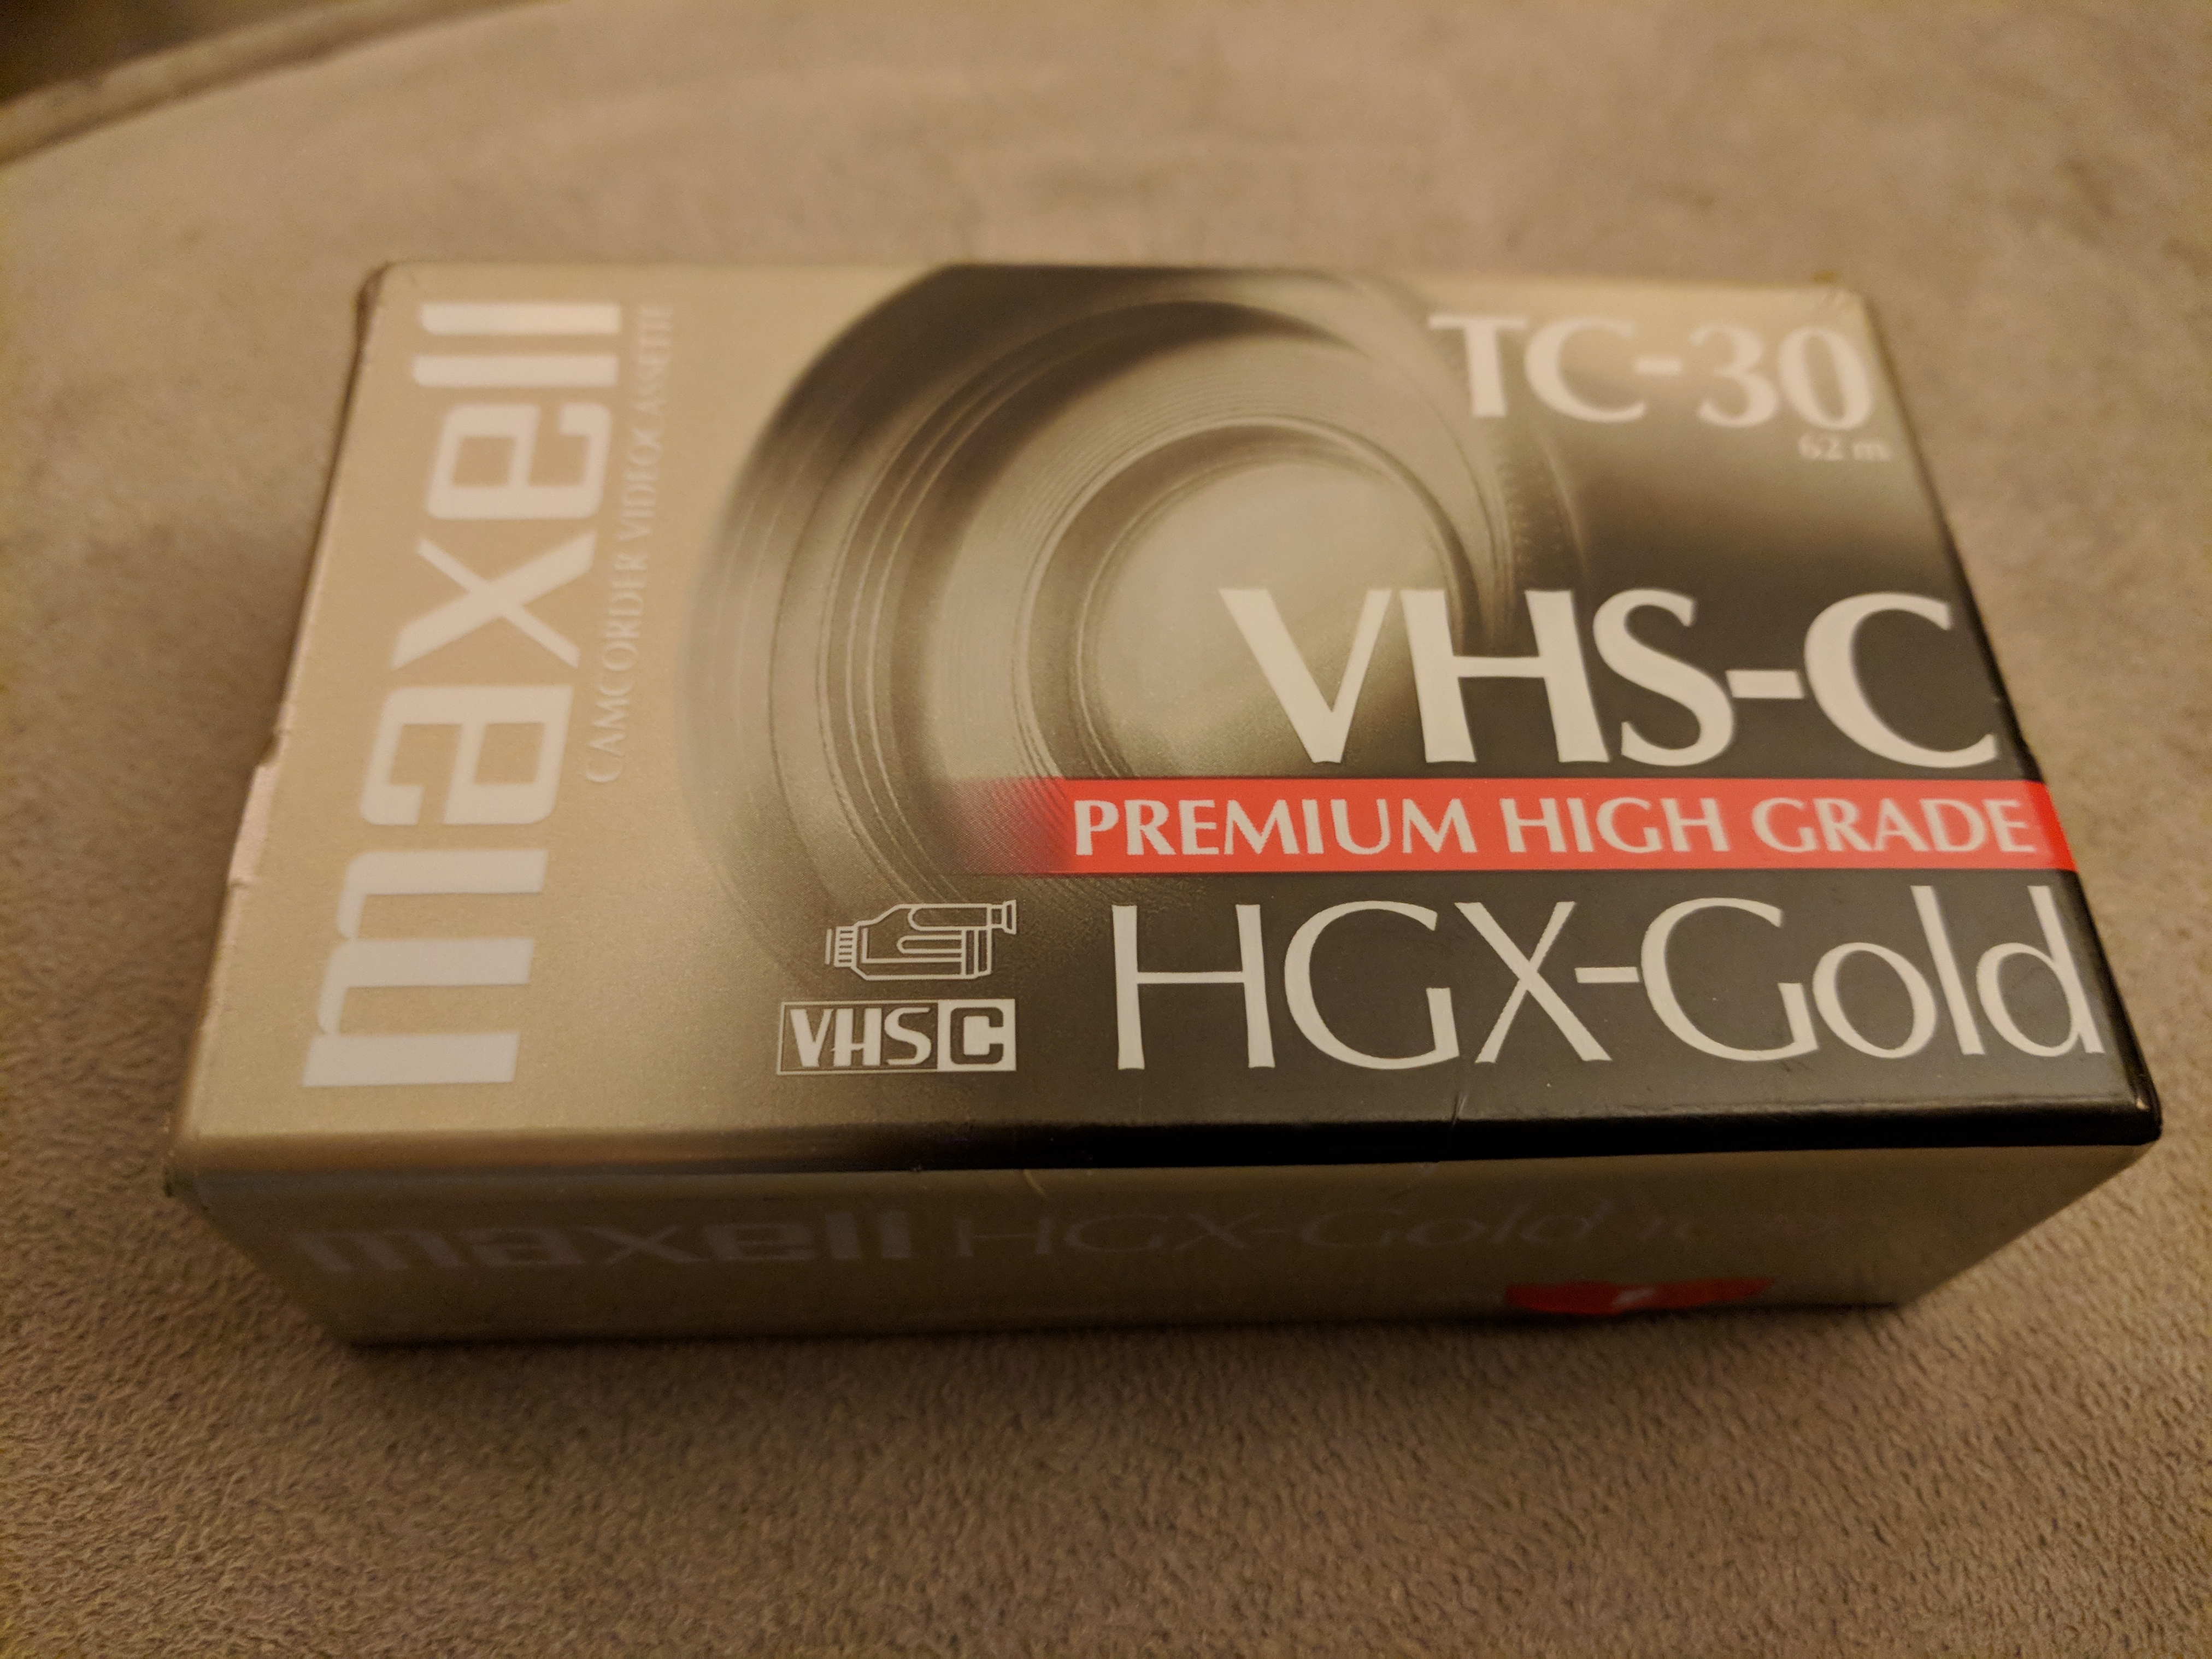 maxell
CAMCORDER VIDEOCASSETTE
TC-30
62 m
VHS-C
PREMIUM HIGH GRADE
HGX-Gold
VHS C
maxell HGX-Gold